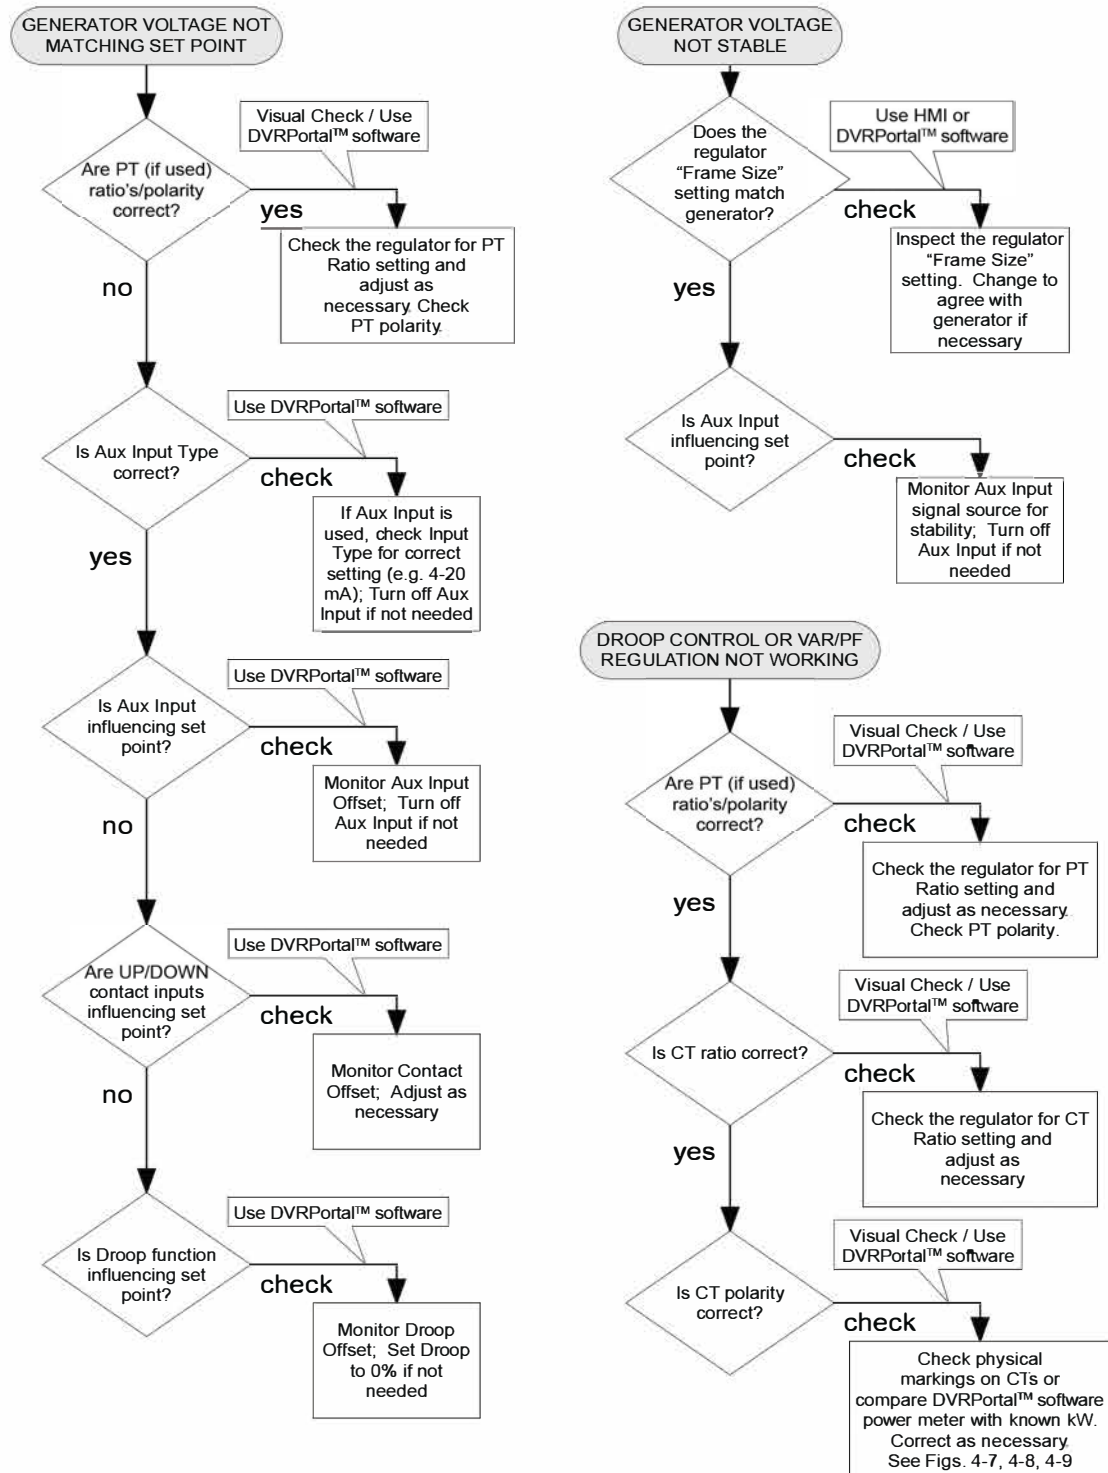 GENERATOR VOLTAGE NOT
MATCHING SET POINT
Visual Check / Use
DVRPortal™ software
Are PT (if used)
ratio's/polarity
correct?
yes
Check the regulator for PT
Ratio setting and
adjust as
necessary. Check
PT polarity.
no
Use DVRPortal™ software
Is Aux Input Type
correct?
check
If Aux Input is
used, check Input
Type for correct
setting (e.g. 4-20
mA); Turn off Aux
Input if not needed
yes
Use DVRPortal™ software
Is Aux Input
influencing set
point?
check
Monitor Aux Input
Offset; Turn off
Aux Input if not
needed
no
Use DVRPortal™ software
Are UP/DOWN
contact inputs
influencing set
point?
check
Monitor Contact
Offset; Adjust as
necessary
no
Use DVRPortal™ software
Is Droop function
influencing set
point?
check
Monitor Droop
Offset; Set Droop
to 0% if not
needed
GENERATOR VOLTAGE
NOT STABLE
Use HMI or
DVRPortal™ software
Does the
regulator
“Frame Size”
setting match
generator?
check
Inspect the regulator
“Frame Size”
setting. Change to
agree with
generator if
necessary
yes
Is Aux Input
influencing set
point?
Monitor Aux Input
signal source for
stability; Turn off
Aux Input if not
needed
DROOP CONTROL OR VAR/PF
REGULATION NOT WORKING
Visual Check / Use
DVRPortal™ software
Are PT (if used)
ratio's/polarity
correct?
check
Check the regulator for PT
Ratio setting and
adjust as necessary.
Check PT polarity.
yes
Visual Check / Use
DVRPortal™ software
Is CT ratio correct?
check
Check the regulator for CT
Ratio setting and
adjust as
necessary
yes
Visual Check / Use
DVRPortal™ software
Is CT polarity
correct?
check
Check physical
markings on CTs or
compare DVRPortal™ software
power meter with known kW.
Correct as necessary.
See Figs. 4-7, 4-8, 4-9